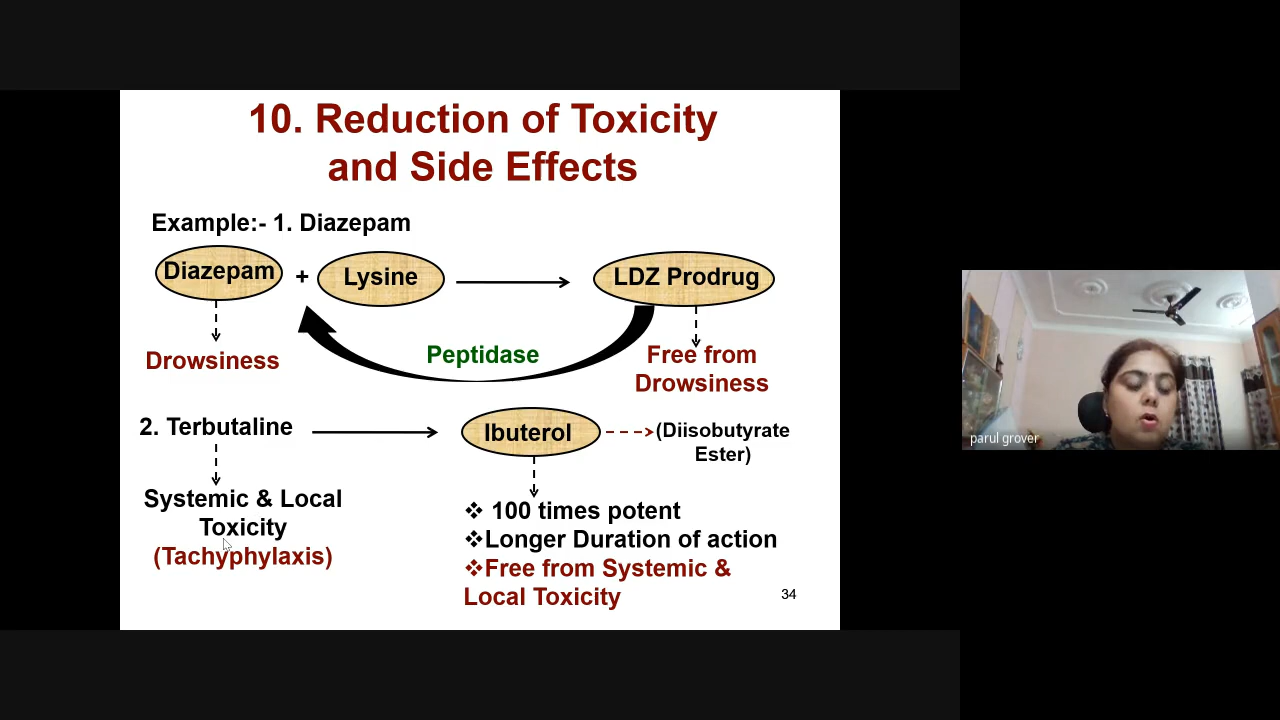 10. Reduction of Toxicity
and Side Effects
Example:- 1. Diazepam
Diazepam + Lysine LDZ Prodrug
Peptidase
Drowsiness
Free from
Drowsiness
2. Terbutaline
Ibuterol
(Diisobutyrate
Ester)
Systemic & Local
Toxicity
(Tachyphylaxis)
❖ 100 times potent
❖Longer Duration of action
❖Free from Systemic &
Local Toxicity
34
parul grover